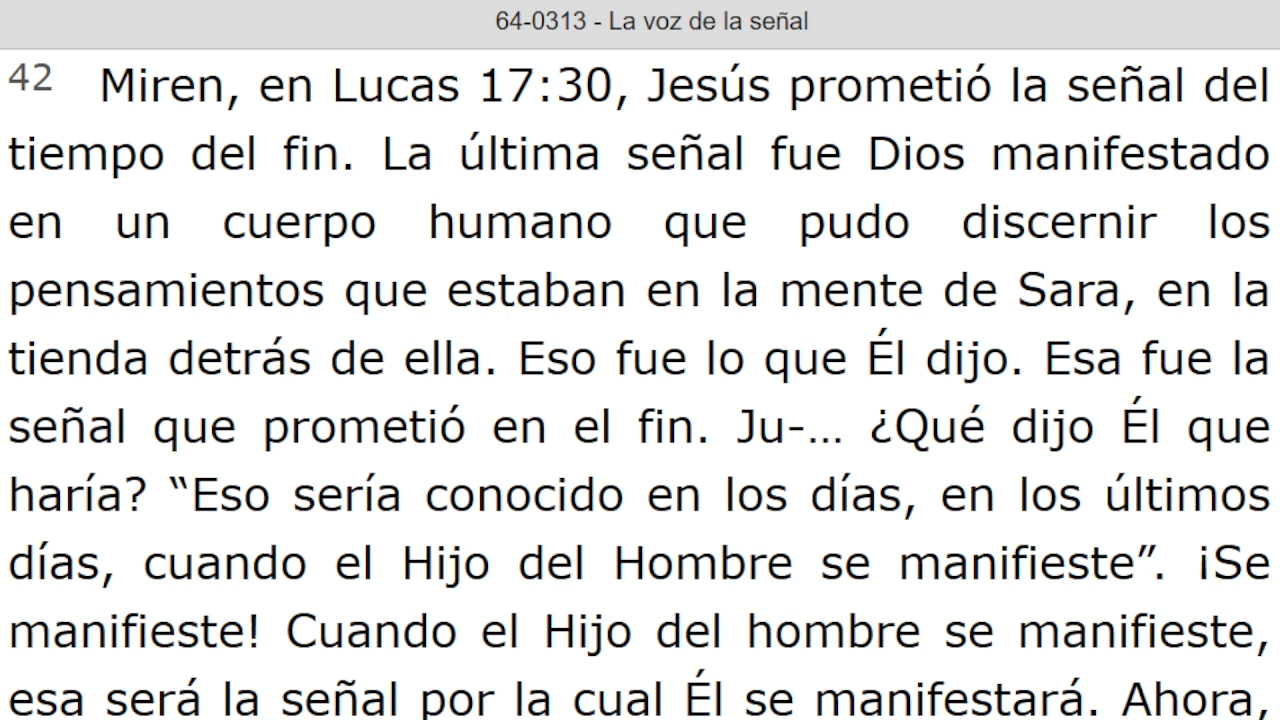 64-0313 - La voz de la señal
42 Miren, en Lucas 17:30, Jesús prometió la señal del
tiempo del fin. La última señal fue Dios manifestado
en un cuerpo humano que pudo discernir los
pensamientos que estaban en la mente de Sara, en la
tienda detrás de ella. Eso fue lo que Él dijo. Esa fue la
señal que prometió en el fin. Ju-… ¿Qué dijo Él que
haría? “Eso sería conocido en los días, en los últimos
días, cuando el Hijo del Hombre se manifieste”. ¡Se
manifieste! Cuando el Hijo del hombre se manifieste,
esa será la señal por la cual Él se manifestará. Ahora,